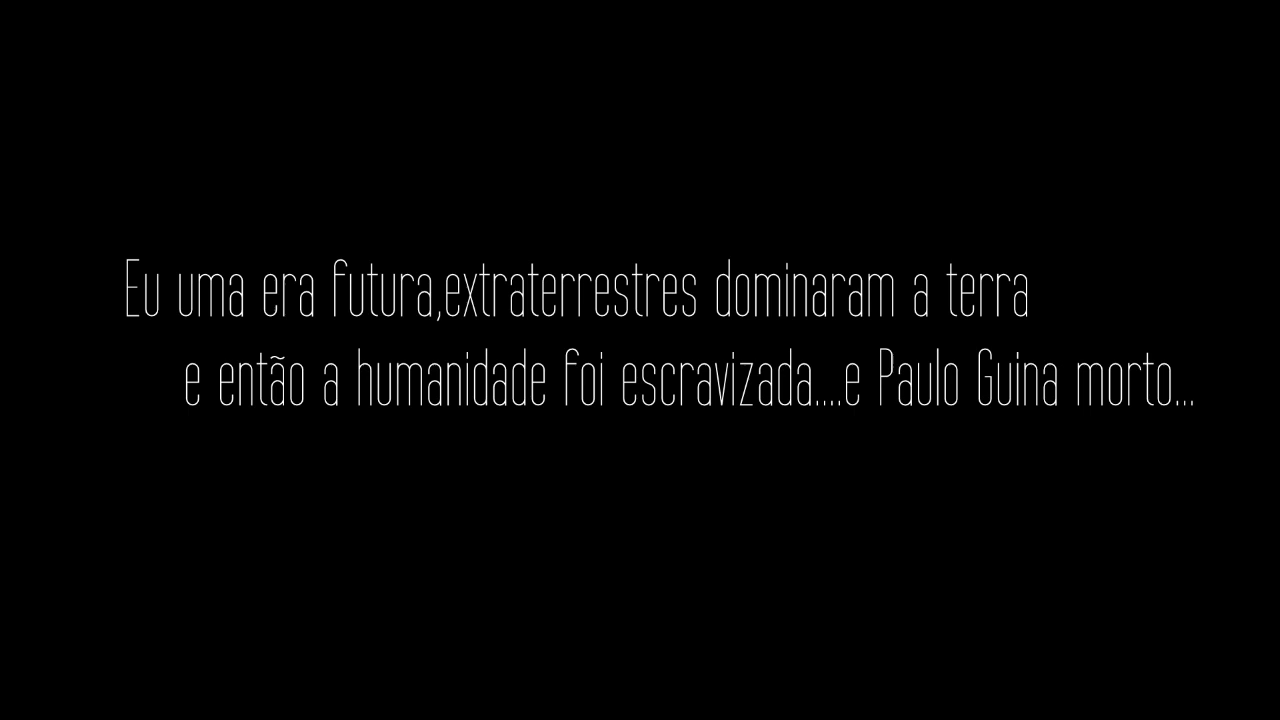 Eu uma era futura,extraterrestres dominaram a terra
e então a humanidade foi escravizada....e Paulo Guina morto...